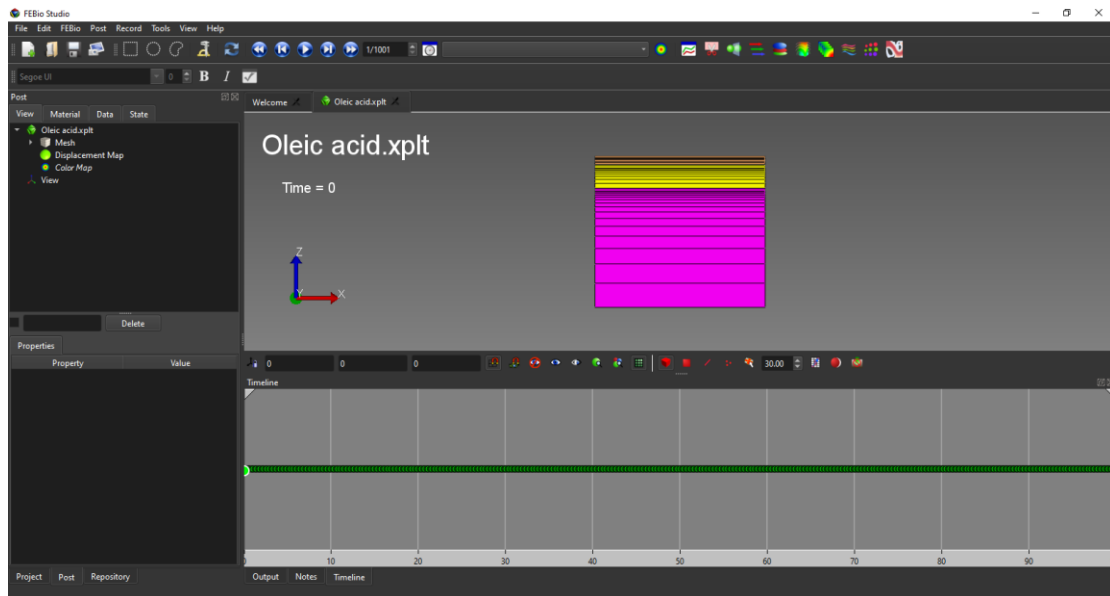 FEBio Studio
File Edit FEBio Post Record Tools View Help
1/1001
Segoe UI 0 B I
Post
View Material Data State
Welcome Oleic acid.xplt
Oleic acid.xplt
Mesh
Displacement Map
Color Map
View
Oleic acid.xplt
Time = 0
Z
Y X
Delete
Properties
Property Value
0 0 0 30.00
Timeline
10 20 30 40 50 60 70 80 90
Project Post Repository
Output Notes Timeline